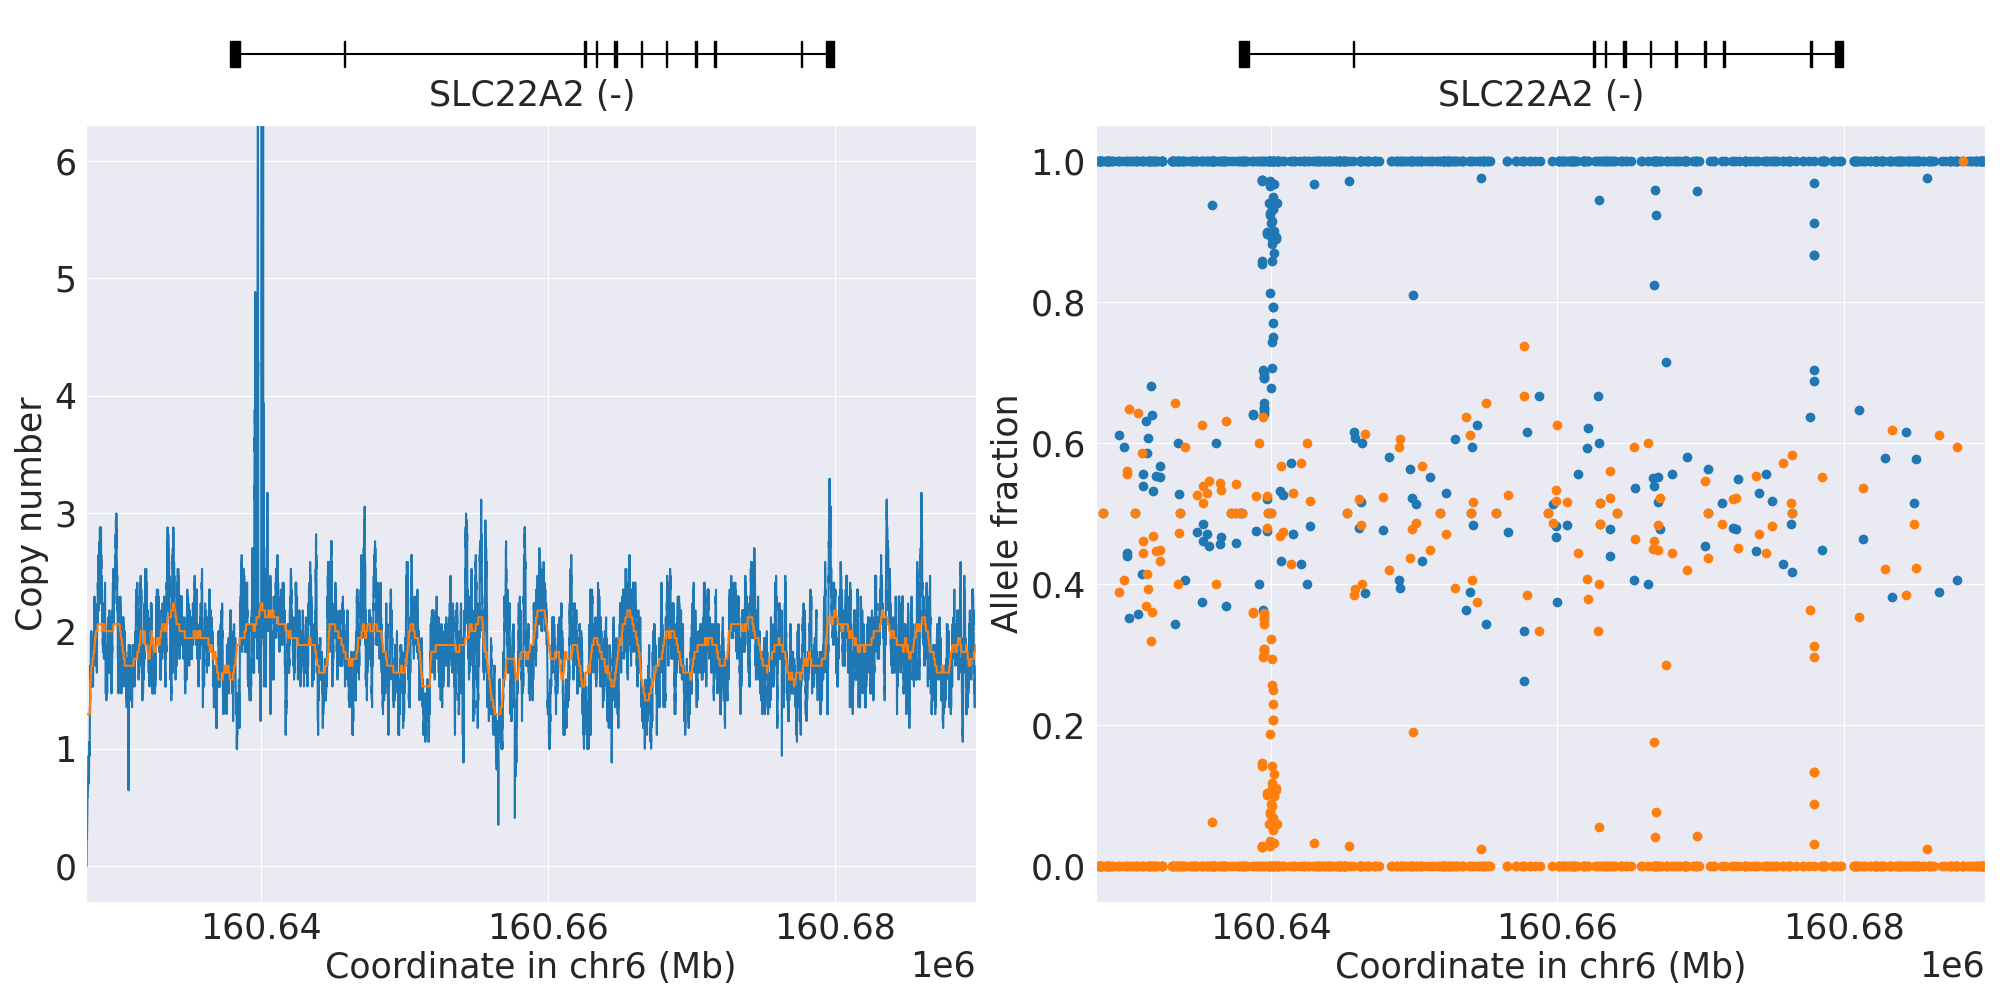 SLC22A2 (-)
Copy number
6
5
4
3
2
1
0
160.64 160.66 160.68
Coordinate in chr6 (Mb) 1e6
SLC22A2 (-)
Allele fraction
1.0
0.8
0.6
0.4
0.2
0.0
160.64 160.66 160.68
Coordinate in chr6 (Mb) 1e6